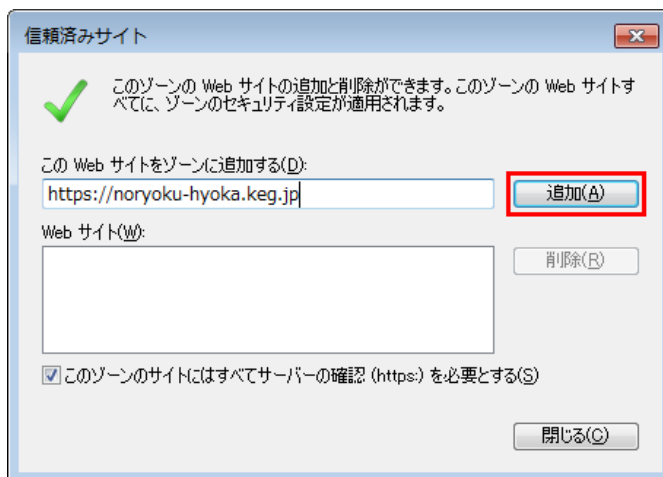 信頼済みサイト
このゾーンの Web サイトの追加と削除ができます。このゾーンの Web サイトす
べてに、ゾーンのセキュリティ設定が適用されます。
この Web サイトをゾーンに追加する(D):
https://noryoku-hyoka.keg.jp
追加(A)
Web サイト(W):
削除(R)
このゾーンのサイトにはすべてサーバーの確認 (https:) を必要とする(S)
閉じる(C)